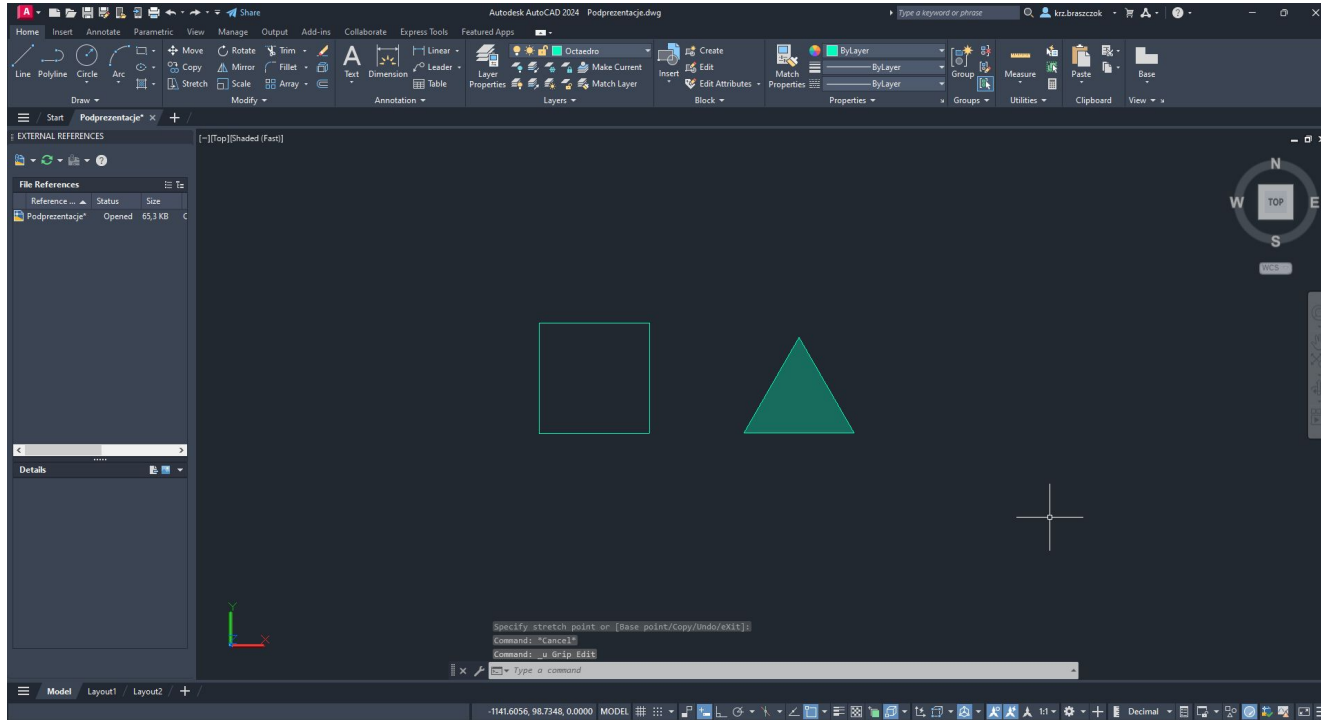 A Share Autodesk AutoCAD 2024 Podprezentacje.dwg Type a keyword or phrase krz.braszczok
Home Insert Annotate Parametric View Manage Output Add-ins Collaborate Express Tools Featured Apps
Line Polyline Circle Arc
Move Rotate Trim
Copy Mirror Fillet
Stretch Scale Array
Text Dimension
Linear
Leader
Table
Layer Properties
Octaedro
Make Current
Match Layer
Insert
Create
Edit
Edit Attributes
Match Properties
ByLayer
ByLayer
ByLayer
Group Measure Paste Base
Draw Modify Annotation Layers Block Properties Groups Utilities Clipboard View
Start Podprezentacje* × +
EXTERNAL REFERENCES
[−][Top][Shaded (Fast)]
File References
Reference ... Status Size
Podprezentacje* Opened 65,3 KB C
Details
N
W TOP E
S
WCS
Y
X
Specify stretch point or [Base point/Copy/Undo/eXit]:
Command: *Cancel*
Command: _u Grip Edit
Type a command
Model Layout1 Layout2 +
-1141.6056, 98.7348, 0.0000 MODEL 1:1 Decimal